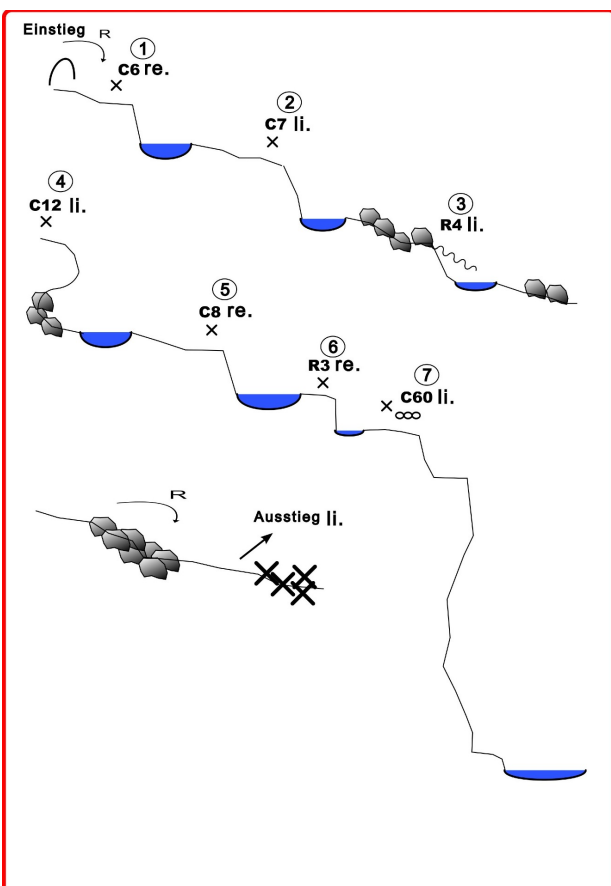 Einstieg R
1
C6 re.
2
C7 li.
3
R4 li.
4
C12 li.
5
C8 re.
6
R3 re.
7
C60 li.
R
Ausstieg li.